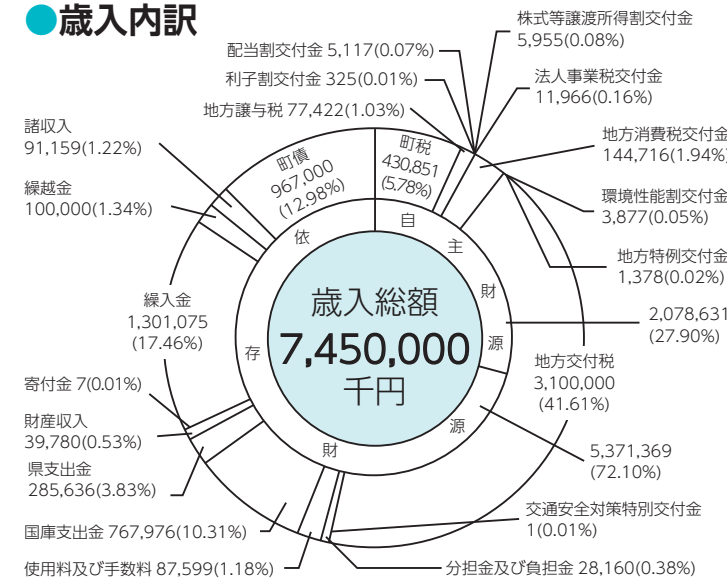 ●歳入内訳
株式等譲渡所得割交付金
5,955(0.08%)
配当割交付金 5,117(0.07%)
利子割交付金 325(0.01%)
法人事業税交付金
11,966(0.16%)
地方譲与税 77,422(1.03%)
諸収入
91,159(1.22%)
町債
967,000
(12.98%)
町税
430,851
(5.78%)
地方消費税交付金
144,716(1.94%)
繰越金
100,000(1.34%)
環境性能割交付金
3,877(0.05%)
依
自
主
財
源
地方特例交付金
1,378(0.02%)
繰入金
1,301,075
(17.46%)
歳入総額
7,450,000
千円
2,078,631
(27.90%)
存
財
源
地方交付税
3,100,000
(41.61%)
寄付金 7(0.01%)
財産収入
39,780(0.53%)
県支出金
285,636(3.83%)
5,371,369
(72.10%)
国庫支出金 767,976(10.31%)
交通安全対策特別交付金
1(0.01%)
使用料及び手数料 87,599(1.18%)
分担金及び負担金 28,160(0.38%)